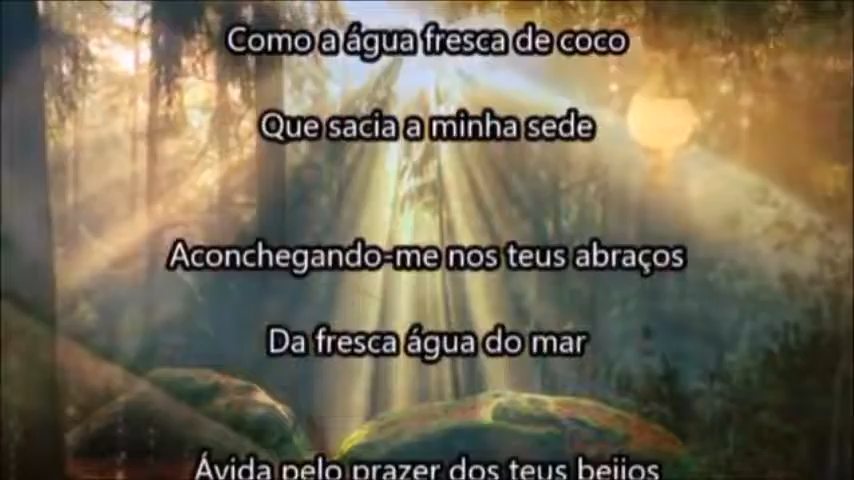 Como a água fresca de coco
Que sacia a minha sede
Aconchegando-me nos teus abraços
Da fresca água do mar
Ávida pelo prazer dos teus beijos